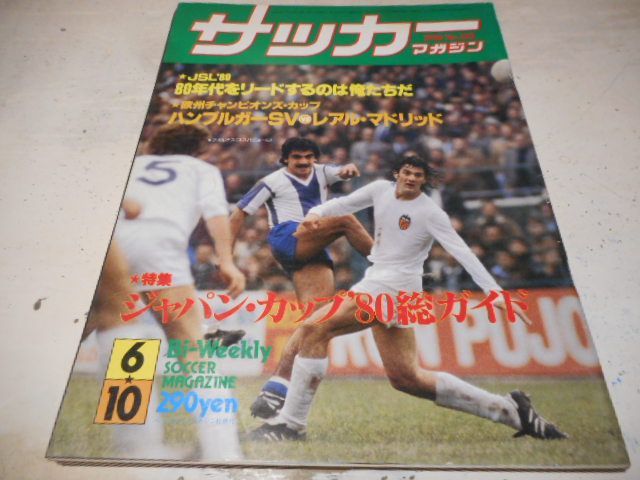 サッカー
マガジン
★JSL'80
80年代をリードするのは俺たちだ
★欧州チャンピオンズ・カップ
ハンブルガーSVvsレアル・マドリッド
5
★特集
ジャパン・カップ'80総ガイド
6
★
10
Bi-Weekly
SOCCER
MAGAZINE
290yen